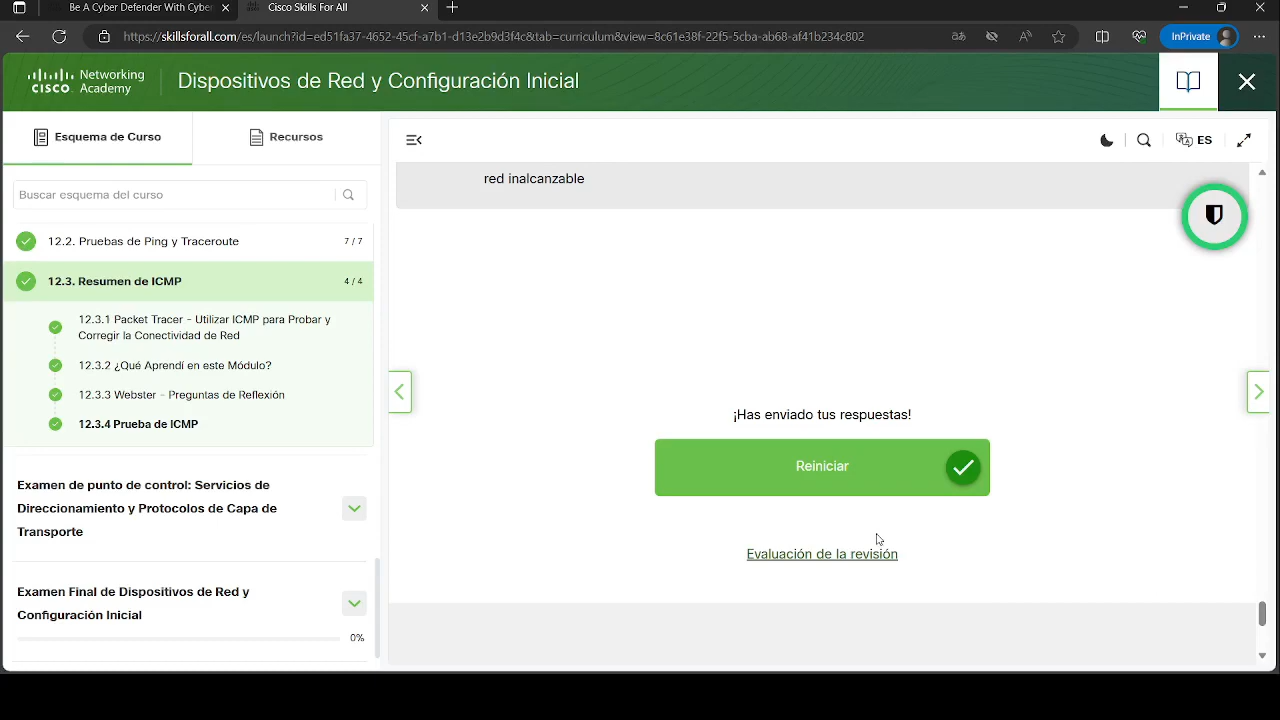 Be A Cyber Defender With Cyber
Cisco Skills For All
https://skillsforall.com/es/launch?id=ed51fa37-4652-45cf-a7b1-d13e2b9d3f4c&tab=curriculum&view=8c61e38f-22f5-5cba-ab68-af41b234c802
InPrivate
Networking
CISCO Academy
Dispositivos de Red y Configuración Inicial
Esquema de Curso
Recursos
ES
Buscar esquema del curso
red inalcanzable
12.2. Pruebas de Ping y Traceroute 7 / 7
12.3. Resumen de ICMP 4 / 4
12.3.1 Packet Tracer - Utilizar ICMP para Probar y
Corregir la Conectividad de Red
12.3.2 ¿Qué Aprendí en este Módulo?
12.3.3 Webster - Preguntas de Reflexión
12.3.4 Prueba de ICMP
¡Has enviado tus respuestas!
Reiniciar
Evaluación de la revisión
Examen de punto de control: Servicios de
Direccionamiento y Protocolos de Capa de
Transporte
Examen Final de Dispositivos de Red y
Configuración Inicial
0%